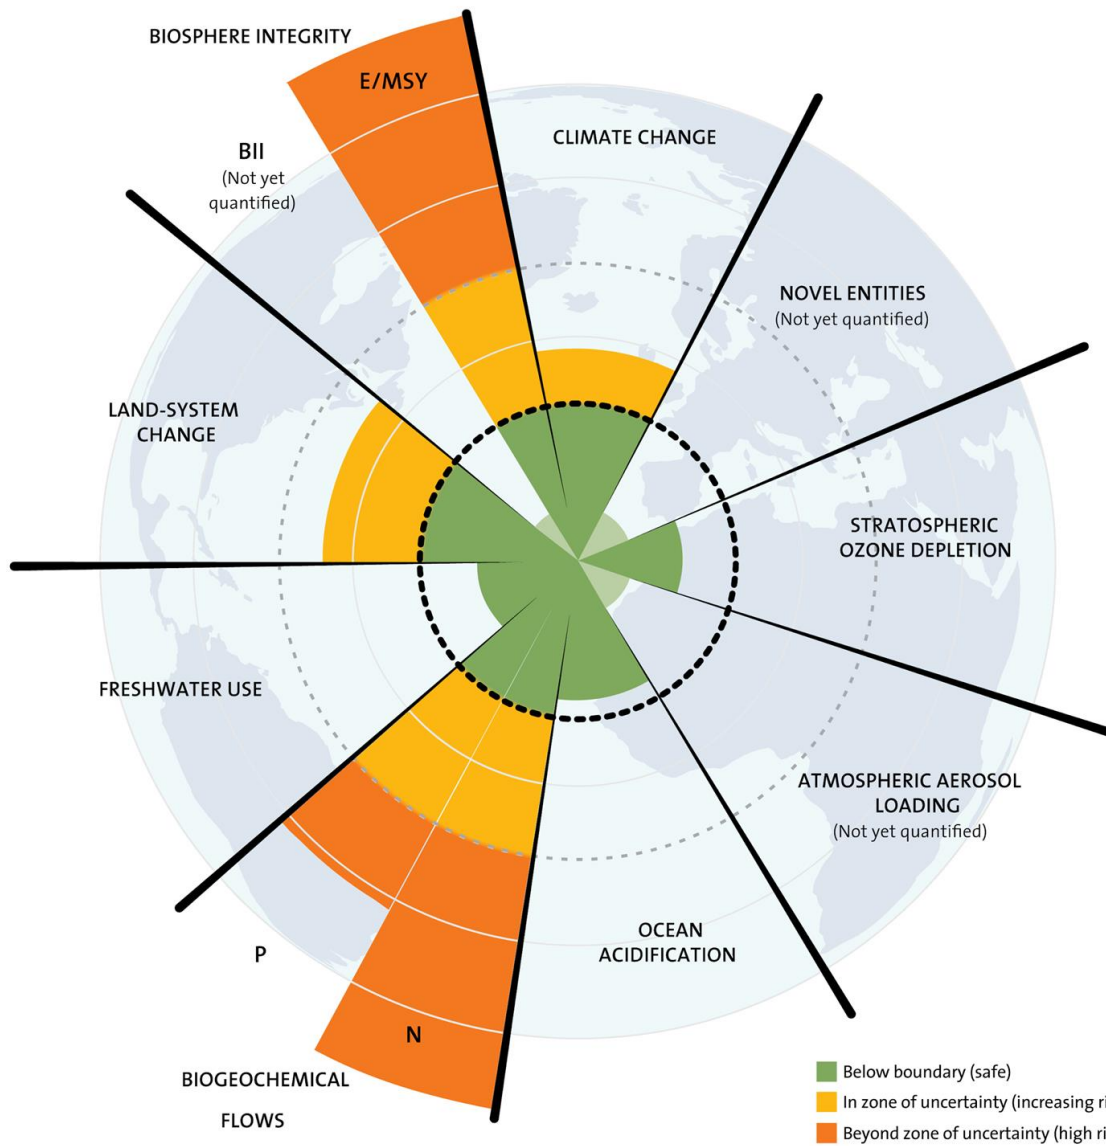 BIOSPHERE INTEGRITY
E/MSY
BII
(Not yet
quantified)
CLIMATE CHANGE
NOVEL ENTITIES
(Not yet quantified)
LAND-SYSTEM
CHANGE
STRATOSPHERIC
OZONE DEPLETION
FRESHWATER USE
ATMOSPHERIC AEROSOL
LOADING
(Not yet quantified)
P
N
OCEAN
ACIDIFICATION
BIOGEOCHEMICAL
FLOWS
Below boundary (safe)
In zone of uncertainty (increasing ri
Beyond zone of uncertainty (high ri